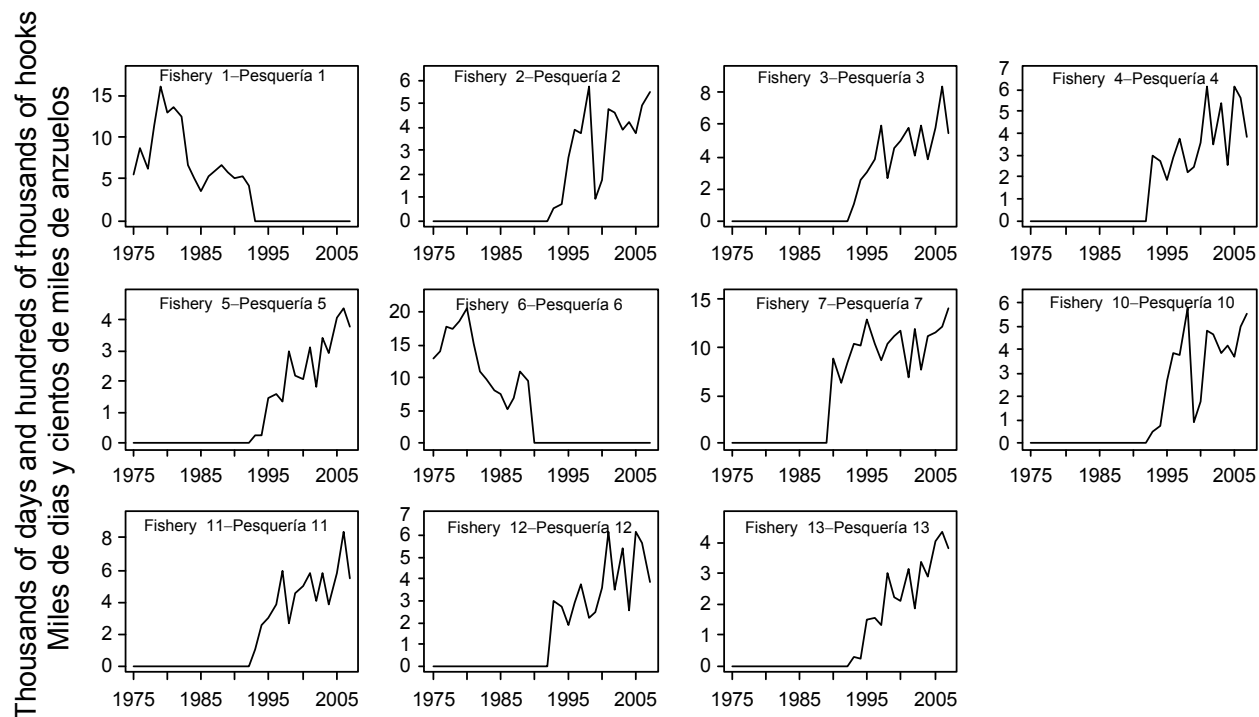 Thousands of days and hundreds of thousands of hooks
Miles de dias y cientos de miles de anzuelos
Fishery 1–Pesquería 1
15
10
5
0
1975 1985 1995 2005
Fishery 2–Pesquería 2
6
5
4
3
2
1
0
1975 1985 1995 2005
Fishery 3–Pesquería 3
8
6
4
2
0
1975 1985 1995 2005
Fishery 4–Pesquería 4
7
6
5
4
3
2
1
0
1975 1985 1995 2005
Fishery 5–Pesquería 5
4
3
2
1
0
1975 1985 1995 2005
Fishery 6–Pesquería 6
20
15
10
5
0
1975 1985 1995 2005
Fishery 7–Pesquería 7
15
10
5
0
1975 1985 1995 2005
Fishery 10–Pesquería 10
6
5
4
3
2
1
0
1975 1985 1995 2005
Fishery 11–Pesquería 11
8
6
4
2
0
1975 1985 1995 2005
Fishery 12–Pesquería 12
7
6
5
4
3
2
1
0
1975 1985 1995 2005
Fishery 13–Pesquería 13
4
3
2
1
0
1975 1985 1995 2005